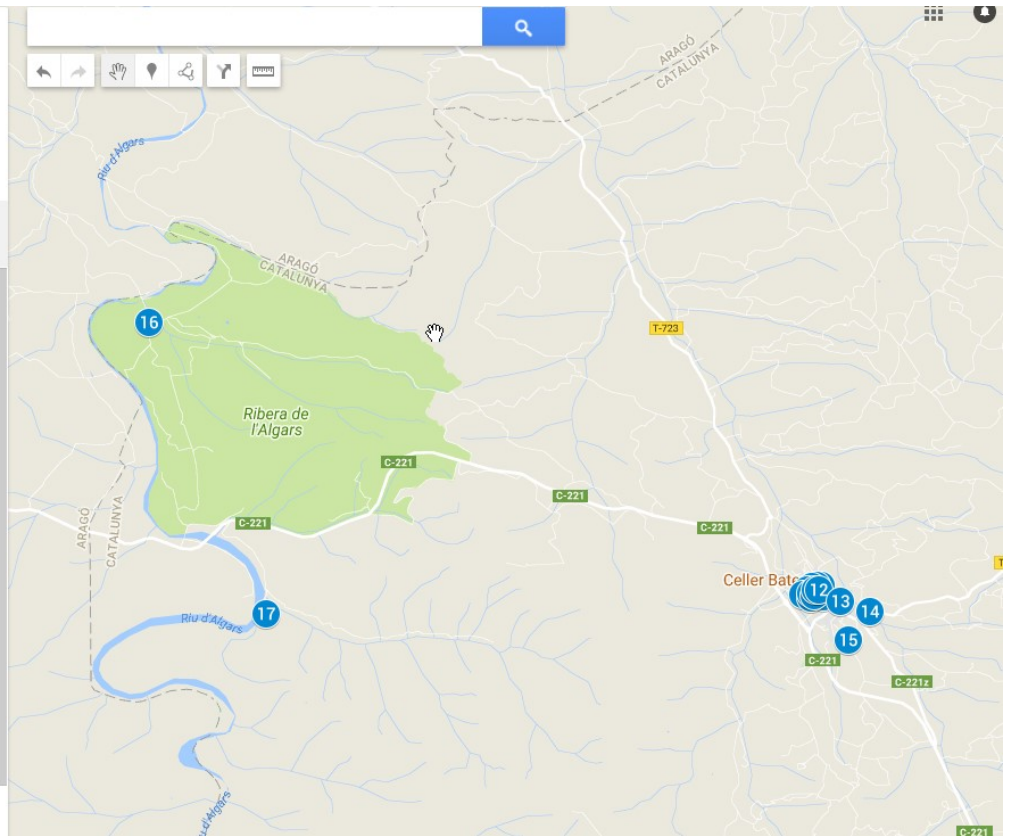 ARAGÓ
CATALUNYA
Riu d'Algars
ARAGÓ
CATALUNYA
16
T-723
Ribera de
l'Algars
C-221
C-221
C-221
C-221
ARAGÓ
CATALUNYA
Celler Bate
12
13
14
15
17
Riu d'Algars
C-221
C-221z
d'Algars
C-221